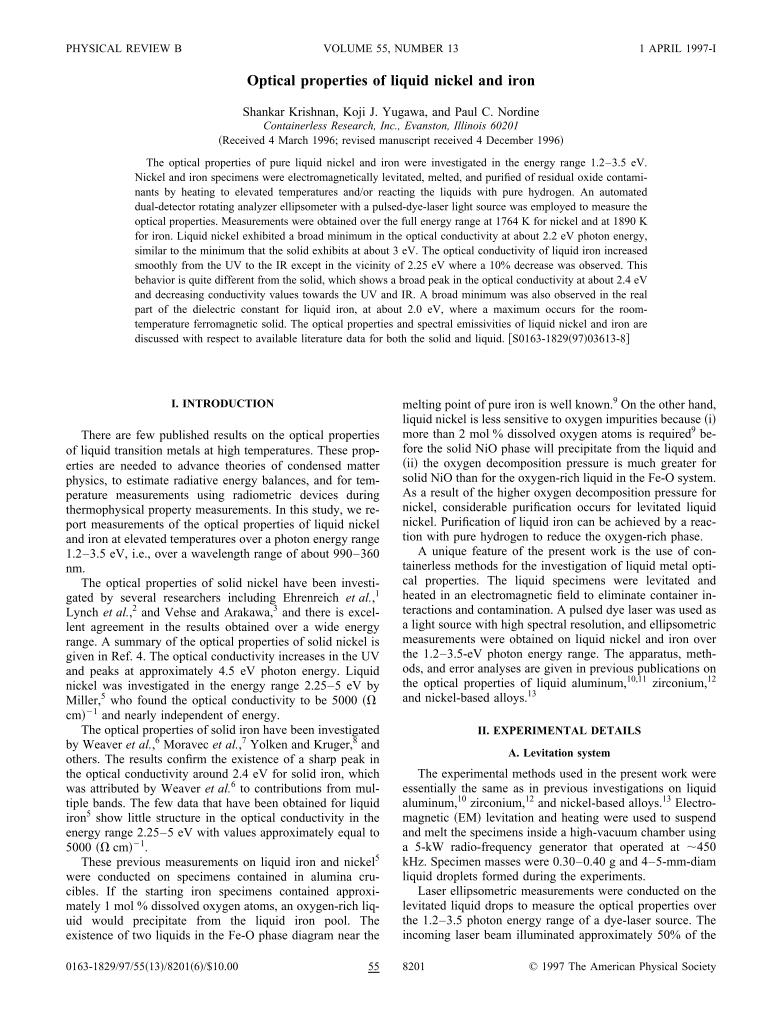 PHYSICAL REVIEW B
VOLUME 55, NUMBER 13
1 APRIL 1997-I
Optical properties of liquid nickel and iron
Shankar Krishnan, Koji J. Yugawa, and Paul C. Nordine
Containerless Research, Inc., Evanston, Illinois 60201
(Received 4 March 1996; revised manuscript received 4 December 1996)
The optical properties of pure liquid nickel and iron were investigated in the energy range 1.2–3.5 eV.
Nickel and iron specimens were electromagnetically levitated, melted, and purified of residual oxide contami-
nants by heating to elevated temperatures and/or reacting the liquids with pure hydrogen. An automated
dual-detector rotating analyzer ellipsometer with a pulsed-dye-laser light source was employed to measure the
optical properties. Measurements were obtained over the full energy range at 1764 K for nickel and at 1890 K
for iron. Liquid nickel exhibited a broad minimum in the optical conductivity at about 2.2 eV photon energy,
similar to the minimum that the solid exhibits at about 3 eV. The optical conductivity of liquid iron increased
smoothly from the UV to the IR except in the vicinity of 2.25 eV where a 10% decrease was observed. This
behavior is quite different from the solid, which shows a broad peak in the optical conductivity at about 2.4 eV
and decreasing conductivity values towards the UV and IR. A broad minimum was also observed in the real
part of the dielectric constant for liquid iron, at about 2.0 eV, where a maximum occurs for the room-
temperature ferromagnetic solid. The optical properties and spectral emissivities of liquid nickel and iron are
discussed with respect to available literature data for both the solid and liquid. [S0163-1829(97)03613-8]
I. INTRODUCTION
There are few published results on the optical properties
of liquid transition metals at high temperatures. These prop-
erties are needed to advance theories of condensed matter
physics, to estimate radiative energy balances, and for tem-
perature measurements using radiometric devices during
thermophysical property measurements. In this study, we re-
port measurements of the optical properties of liquid nickel
and iron at elevated temperatures over a photon energy range
1.2–3.5 eV, i.e., over a wavelength range of about 990–360
nm.
The optical properties of solid nickel have been investi-
gated by several researchers including Ehrenreich et al.,1
Lynch et al.,2 and Vehse and Arakawa,3 and there is excel-
lent agreement in the results obtained over a wide energy
range. A summary of the optical properties of solid nickel is
given in Ref. 4. The optical conductivity increases in the UV
and peaks at approximately 4.5 eV photon energy. Liquid
nickel was investigated in the energy range 2.25–5 eV by
Miller,5 who found the optical conductivity to be 5000 (Ω
cm)−1 and nearly independent of energy.
The optical properties of solid iron have been investigated
by Weaver et al.,6 Moravec et al.,7 Yolken and Kruger,8 and
others. The results confirm the existence of a sharp peak in
the optical conductivity around 2.4 eV for solid iron, which
was attributed by Weaver et al.6 to contributions from mul-
tiple bands. The few data that have been obtained for liquid
iron5 show little structure in the optical conductivity in the
energy range 2.25–5 eV with values approximately equal to
5000 (Ω cm)−1.
These previous measurements on liquid iron and nickel5
were conducted on specimens contained in alumina cru-
cibles. If the starting iron specimens contained approxi-
mately 1 mol % dissolved oxygen atoms, an oxygen-rich liq-
uid would precipitate from the liquid iron pool. The
existence of two liquids in the Fe-O phase diagram near the
melting point of pure iron is well known.9 On the other hand,
liquid nickel is less sensitive to oxygen impurities because (i)
more than 2 mol % dissolved oxygen atoms is required9 be-
fore the solid NiO phase will precipitate from the liquid and
(ii) the oxygen decomposition pressure is much greater for
solid NiO than for the oxygen-rich liquid in the Fe-O system.
As a result of the higher oxygen decomposition pressure for
nickel, considerable purification occurs for levitated liquid
nickel. Purification of liquid iron can be achieved by a reac-
tion with pure hydrogen to reduce the oxygen-rich phase.
A unique feature of the present work is the use of con-
tainerless methods for the investigation of liquid metal opti-
cal properties. The liquid specimens were levitated and
heated in an electromagnetic field to eliminate container in-
teractions and contamination. A pulsed dye laser was used as
a light source with high spectral resolution, and ellipsometric
measurements were obtained on liquid nickel and iron over
the 1.2–3.5-eV photon energy range. The apparatus, meth-
ods, and error analyses are given in previous publications on
the optical properties of liquid aluminum,10,11 zirconium,12
and nickel-based alloys.13
II. EXPERIMENTAL DETAILS
A. Levitation system
The experimental methods used in the present work were
essentially the same as in previous investigations on liquid
aluminum,10 zirconium,12 and nickel-based alloys.13 Electro-
magnetic (EM) levitation and heating were used to suspend
and melt the specimens inside a high-vacuum chamber using
a 5-kW radio-frequency generator that operated at ~450
kHz. Specimen masses were 0.30–0.40 g and 4–5-mm-diam
liquid droplets formed during the experiments.
Laser ellipsometric measurements were conducted on the
levitated liquid drops to measure the optical properties over
the 1.2–3.5 photon energy range of a dye-laser source. The
incoming laser beam illuminated approximately 50% of the
0163-1829/97/55(13)/8201(6)/$10.00
55
8201
© 1997 The American Physical Society